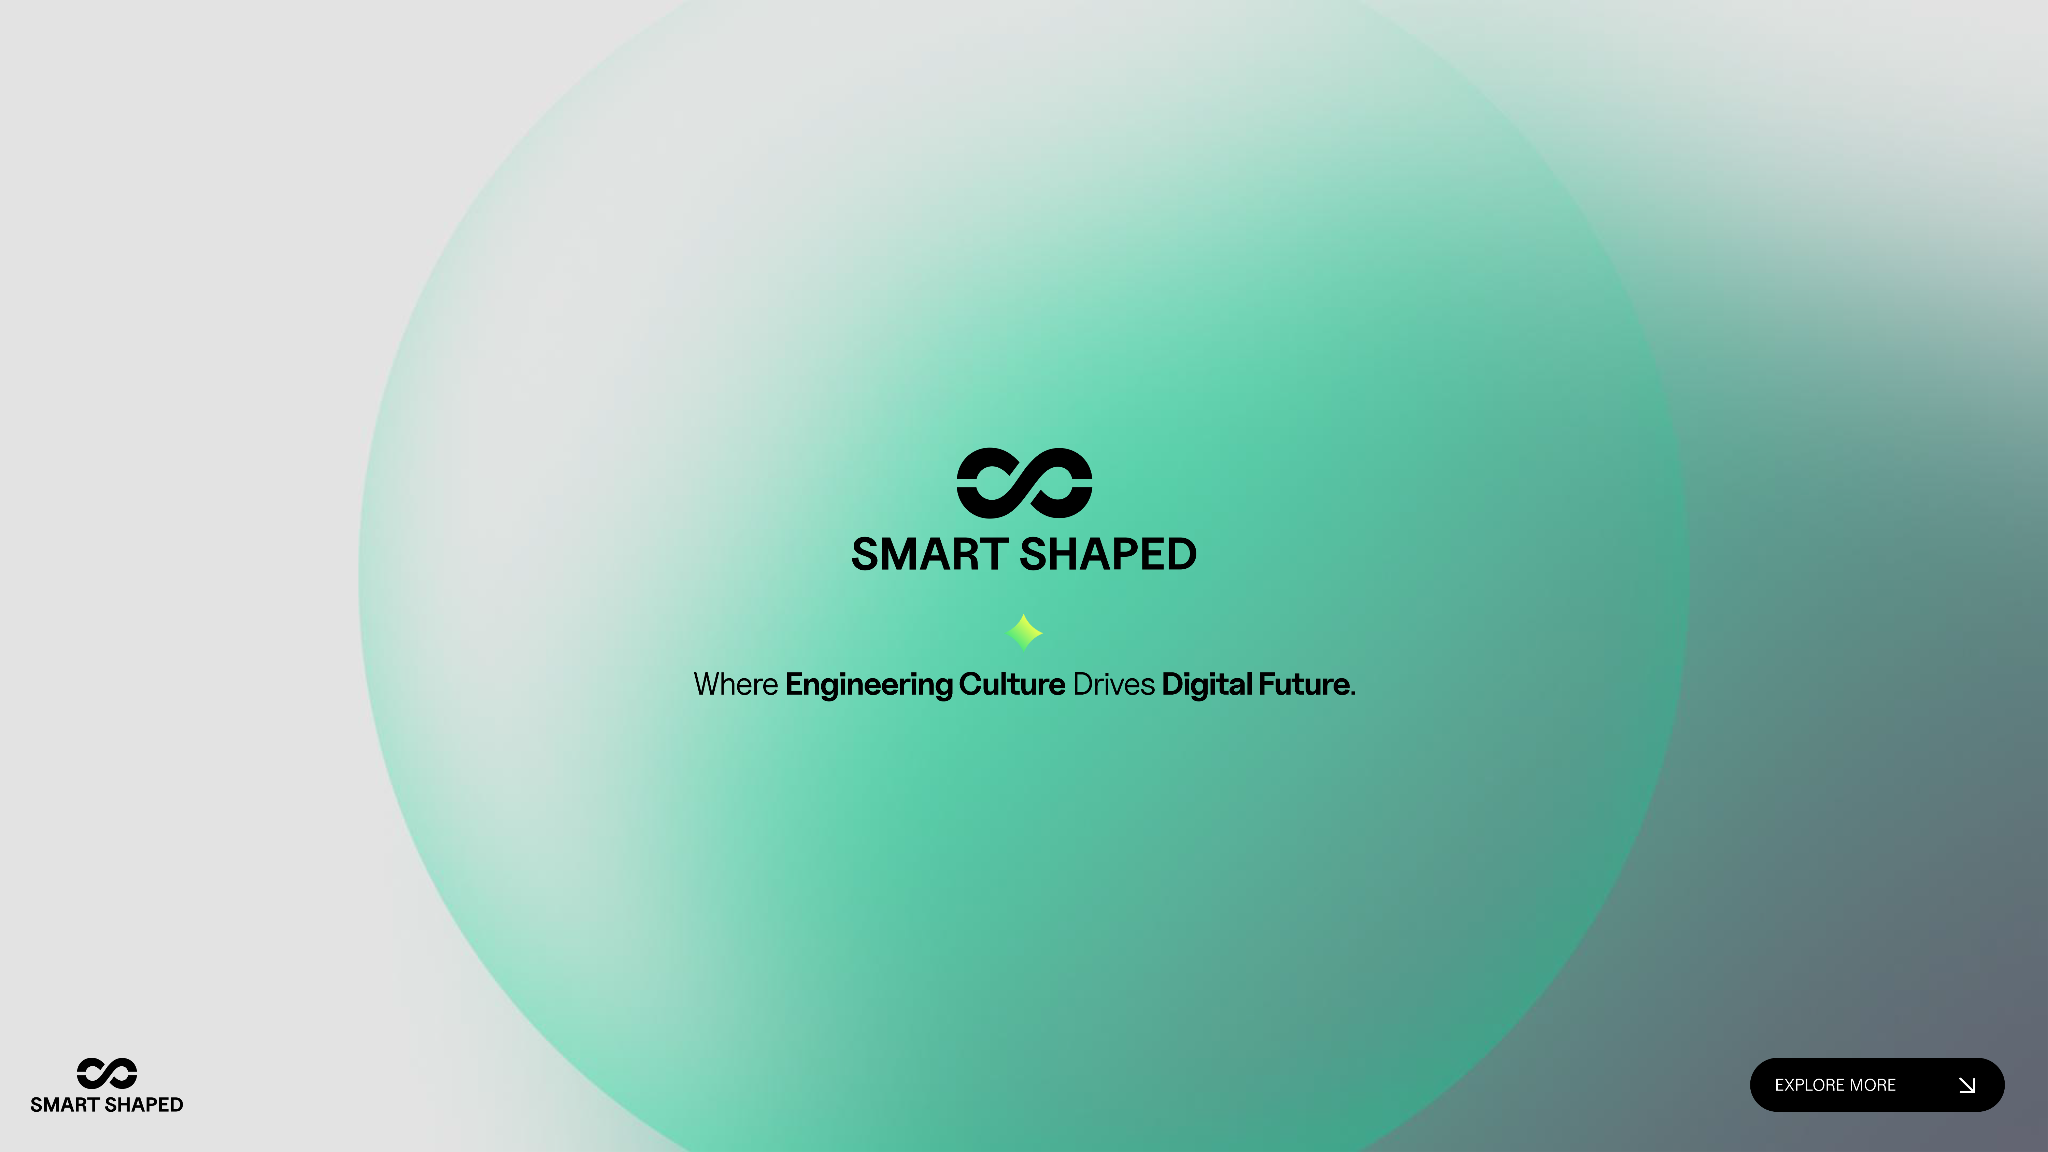 SMART SHAPED
Where Engineering Culture Drives Digital Future.
SMART SHAPED
EXPLORE MORE